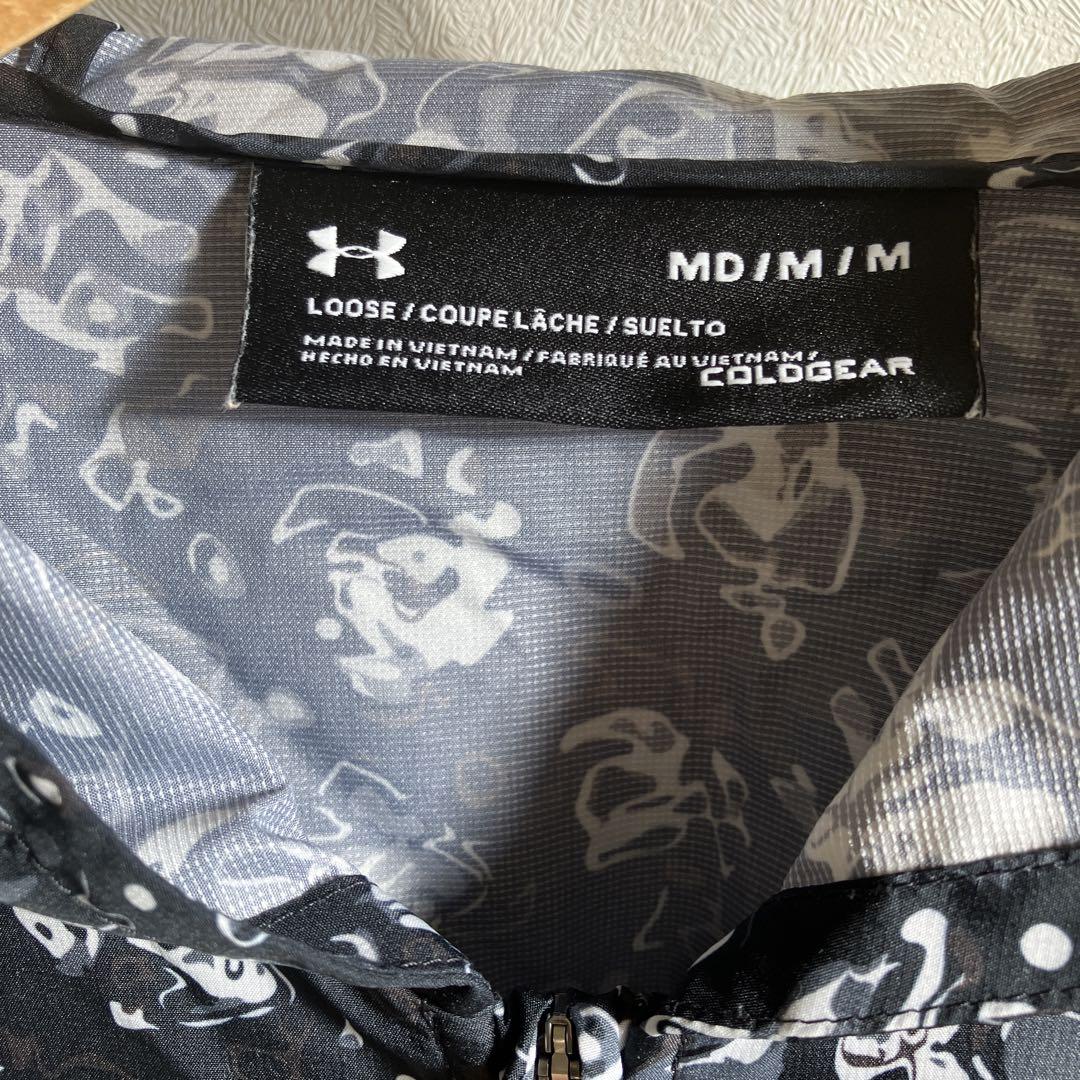 MD/M/M
LOOSE / COUPE LÂCHE / SUELTO
MADE IN VIETNAM / FABRIQUÉ AU VIETNAM /
HECHO EN VIETNAM
COLDGEAR